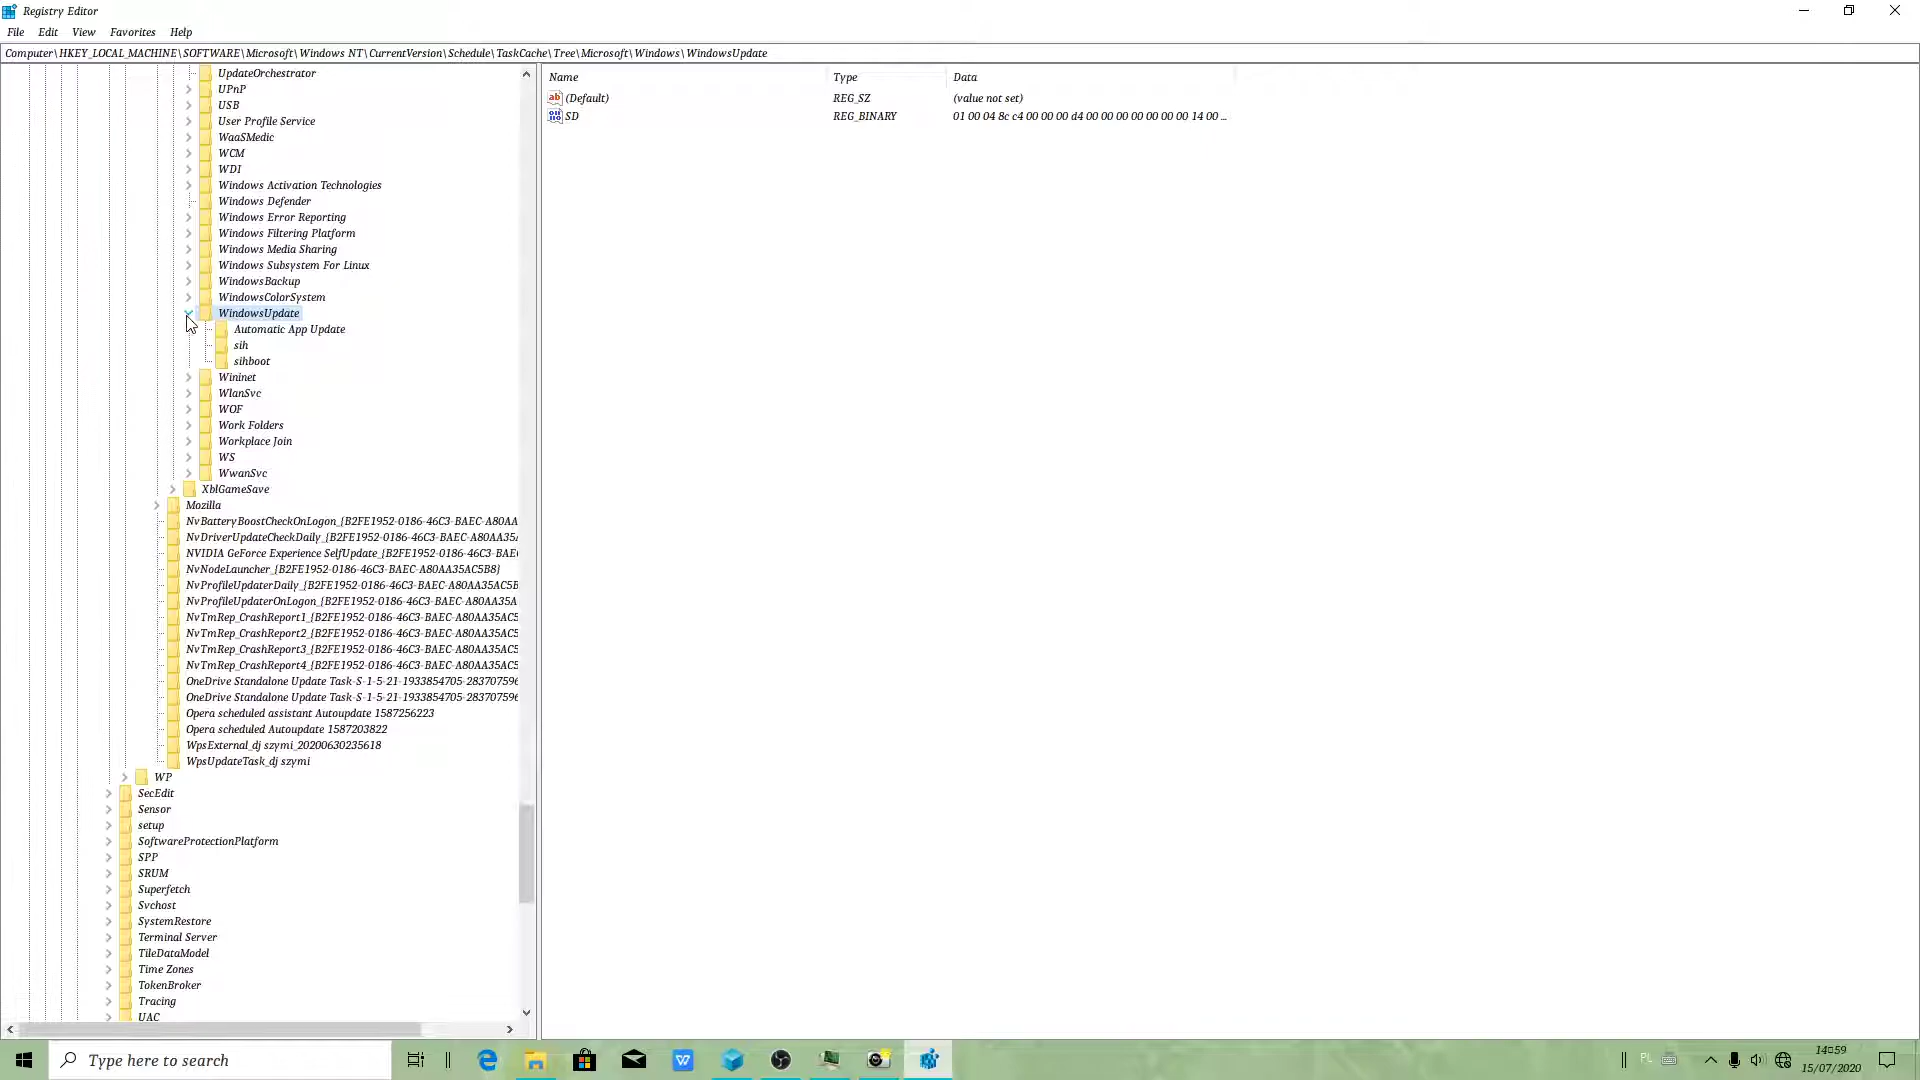 Registry Editor
File Edit View Favorites Help
Computer\HKEY_LOCAL_MACHINE\SOFTWARE\Microsoft\Windows NT\CurrentVersion\Schedule\TaskCache\Tree\Microsoft\Windows\WindowsUpdate
UpdateOrchestrator
UPnP
USB
User Profile Service
WaaSMedic
WCM
WDI
Windows Activation Technologies
Windows Defender
Windows Error Reporting
Windows Filtering Platform
Windows Media Sharing
Windows Subsystem For Linux
WindowsBackup
WindowsColorSystem
WindowsUpdate
Automatic App Update
sih
sihboot
Wininet
WlanSvc
WOF
Work Folders
Workplace Join
WS
WwanSvc
XblGameSave
Mozilla
NvBatteryBoostCheckOnLogon_{B2FE1952-0186-46C3-BAEC-A80AA
NvDriverUpdateCheckDaily_{B2FE1952-0186-46C3-BAEC-A80AA35A
NVIDIA GeForce Experience SelfUpdate_{B2FE1952-0186-46C3-BAE
NvNodeLauncher_{B2FE1952-0186-46C3-BAEC-A80AA35AC5B8}
NvProfileUpdaterDaily_{B2FE1952-0186-46C3-BAEC-A80AA35AC5B
NvProfileUpdaterOnLogon_{B2FE1952-0186-46C3-BAEC-A80AA35A
NvTmRep_CrashReport1_{B2FE1952-0186-46C3-BAEC-A80AA35AC5
NvTmRep_CrashReport2_{B2FE1952-0186-46C3-BAEC-A80AA35AC5
NvTmRep_CrashReport3_{B2FE1952-0186-46C3-BAEC-A80AA35AC5
NvTmRep_CrashReport4_{B2FE1952-0186-46C3-BAEC-A80AA35AC5
OneDrive Standalone Update Task-S-1-5-21-1933854705-283707596
OneDrive Standalone Update Task-S-1-5-21-1933854705-283707596
Opera scheduled assistant Autoupdate 1587256223
Opera scheduled Autoupdate 1587203822
WpsExternal_dj szymi_20200630235618
WpsUpdateTask_dj szymi
WP
SecEdit
Sensor
setup
SoftwareProtectionPlatform
SPP
SRUM
Superfetch
Svchost
SystemRestore
Terminal Server
TileDataModel
Time Zones
TokenBroker
Tracing
UAC
Name Type Data
(Default) REG_SZ (value not set)
SD REG_BINARY 01 00 04 8c c4 00 00 00 d4 00 00 00 00 00 00 00 14 00 ...
Type here to search
PL
14:59
15/07/2020